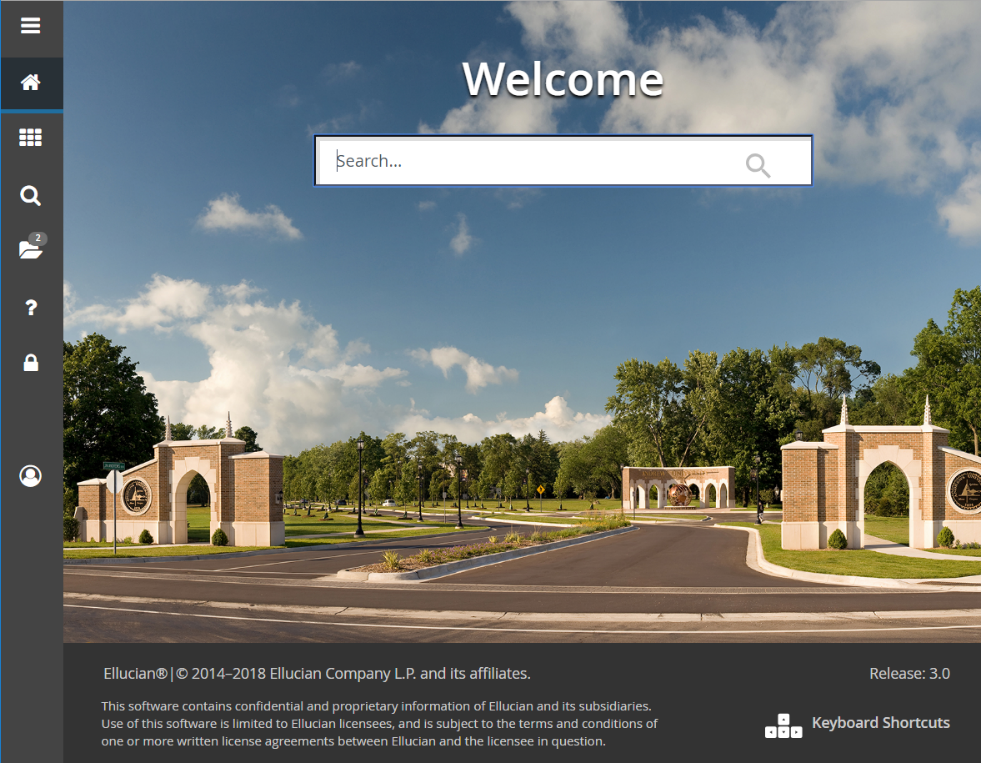 Welcome
Search...
2
?
Ellucian®|© 2014–2018 Ellucian Company L.P. and its affiliates.
Release: 3.0
This software contains confidential and proprietary information of Ellucian and its subsidiaries.
Use of this software is limited to Ellucian licensees, and is subject to the terms and conditions of
one or more written license agreements between Ellucian and the licensee in question.
Keyboard Shortcuts